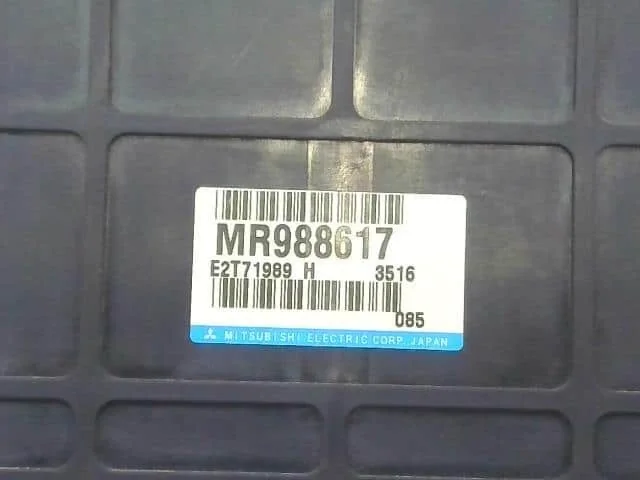 MR988617
E2T71989 H 3516
085
MITSUBISHI ELECTRIC CORP. JAPAN